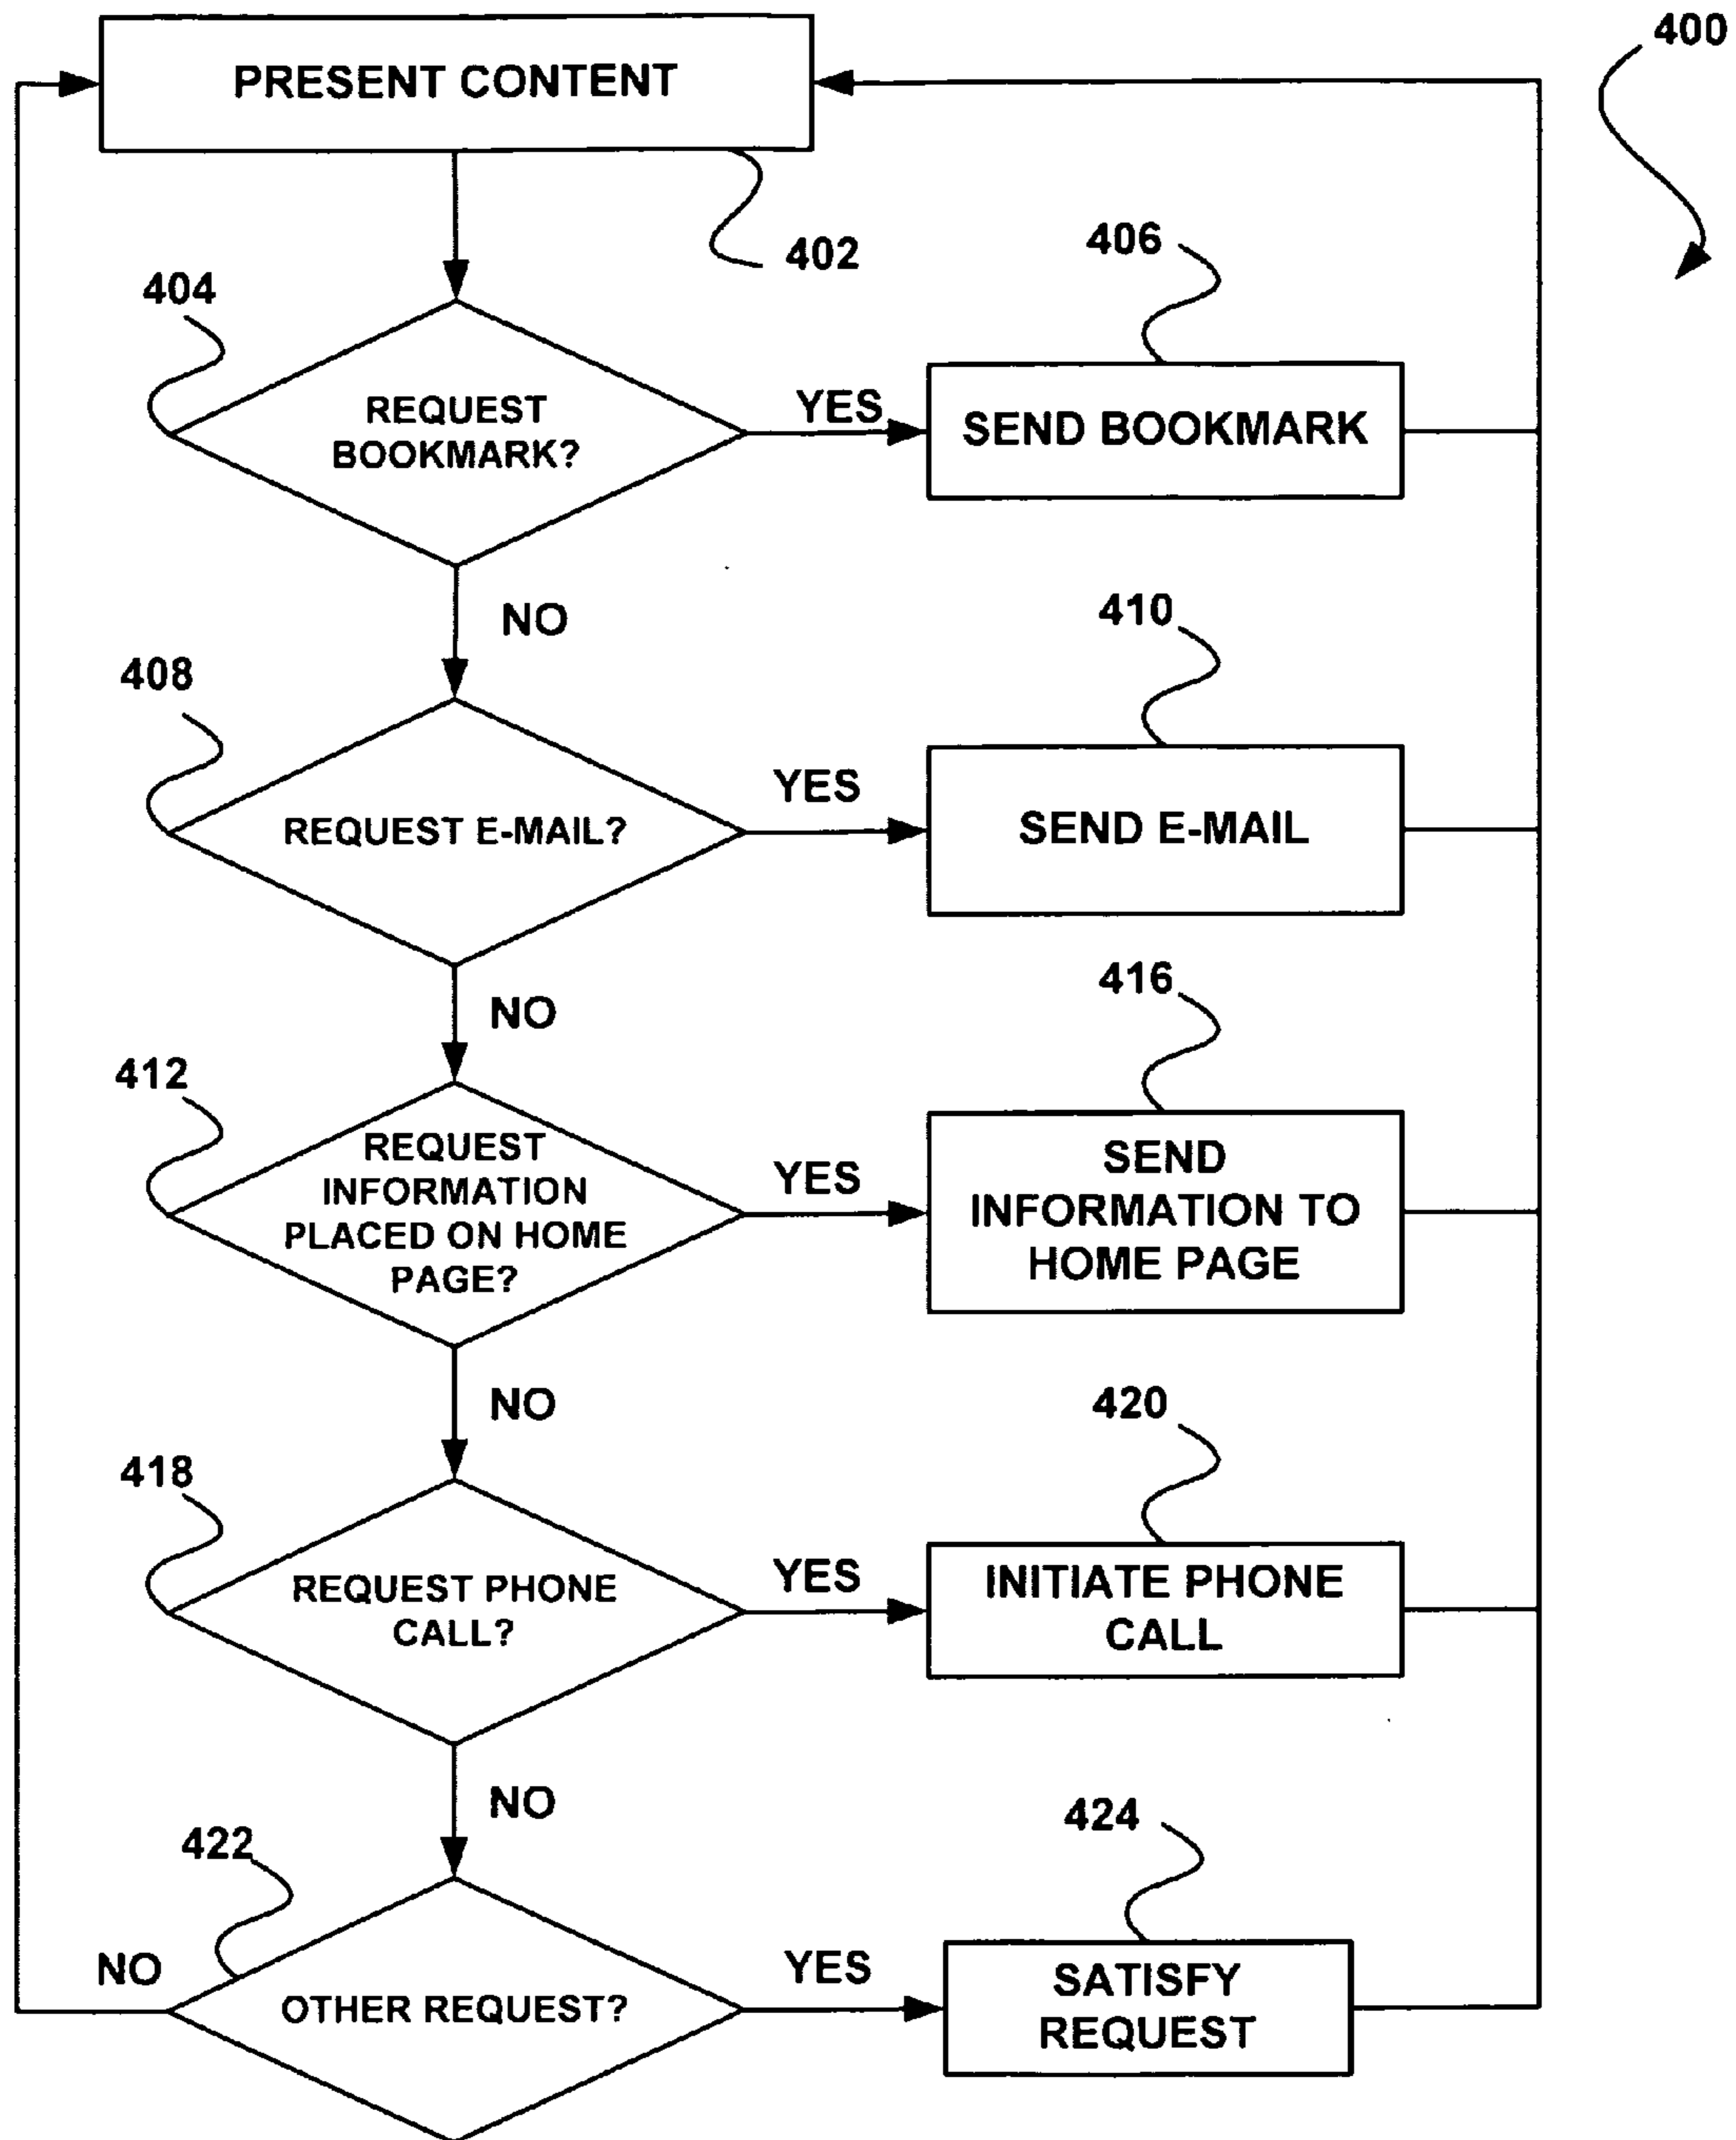 400
PRESENT CONTENT
402
404
REQUEST
BOOKMARK?
YES
406
SEND BOOKMARK
NO
408
REQUEST E-MAIL?
YES
410
SEND E-MAIL
NO
412
REQUEST
INFORMATION
PLACED ON HOME
PAGE?
YES
416
SEND
INFORMATION TO
HOME PAGE
NO
418
REQUEST PHONE
CALL?
YES
420
INITIATE PHONE
CALL
NO
422
OTHER REQUEST?
NO
YES
424
SATISFY
REQUEST